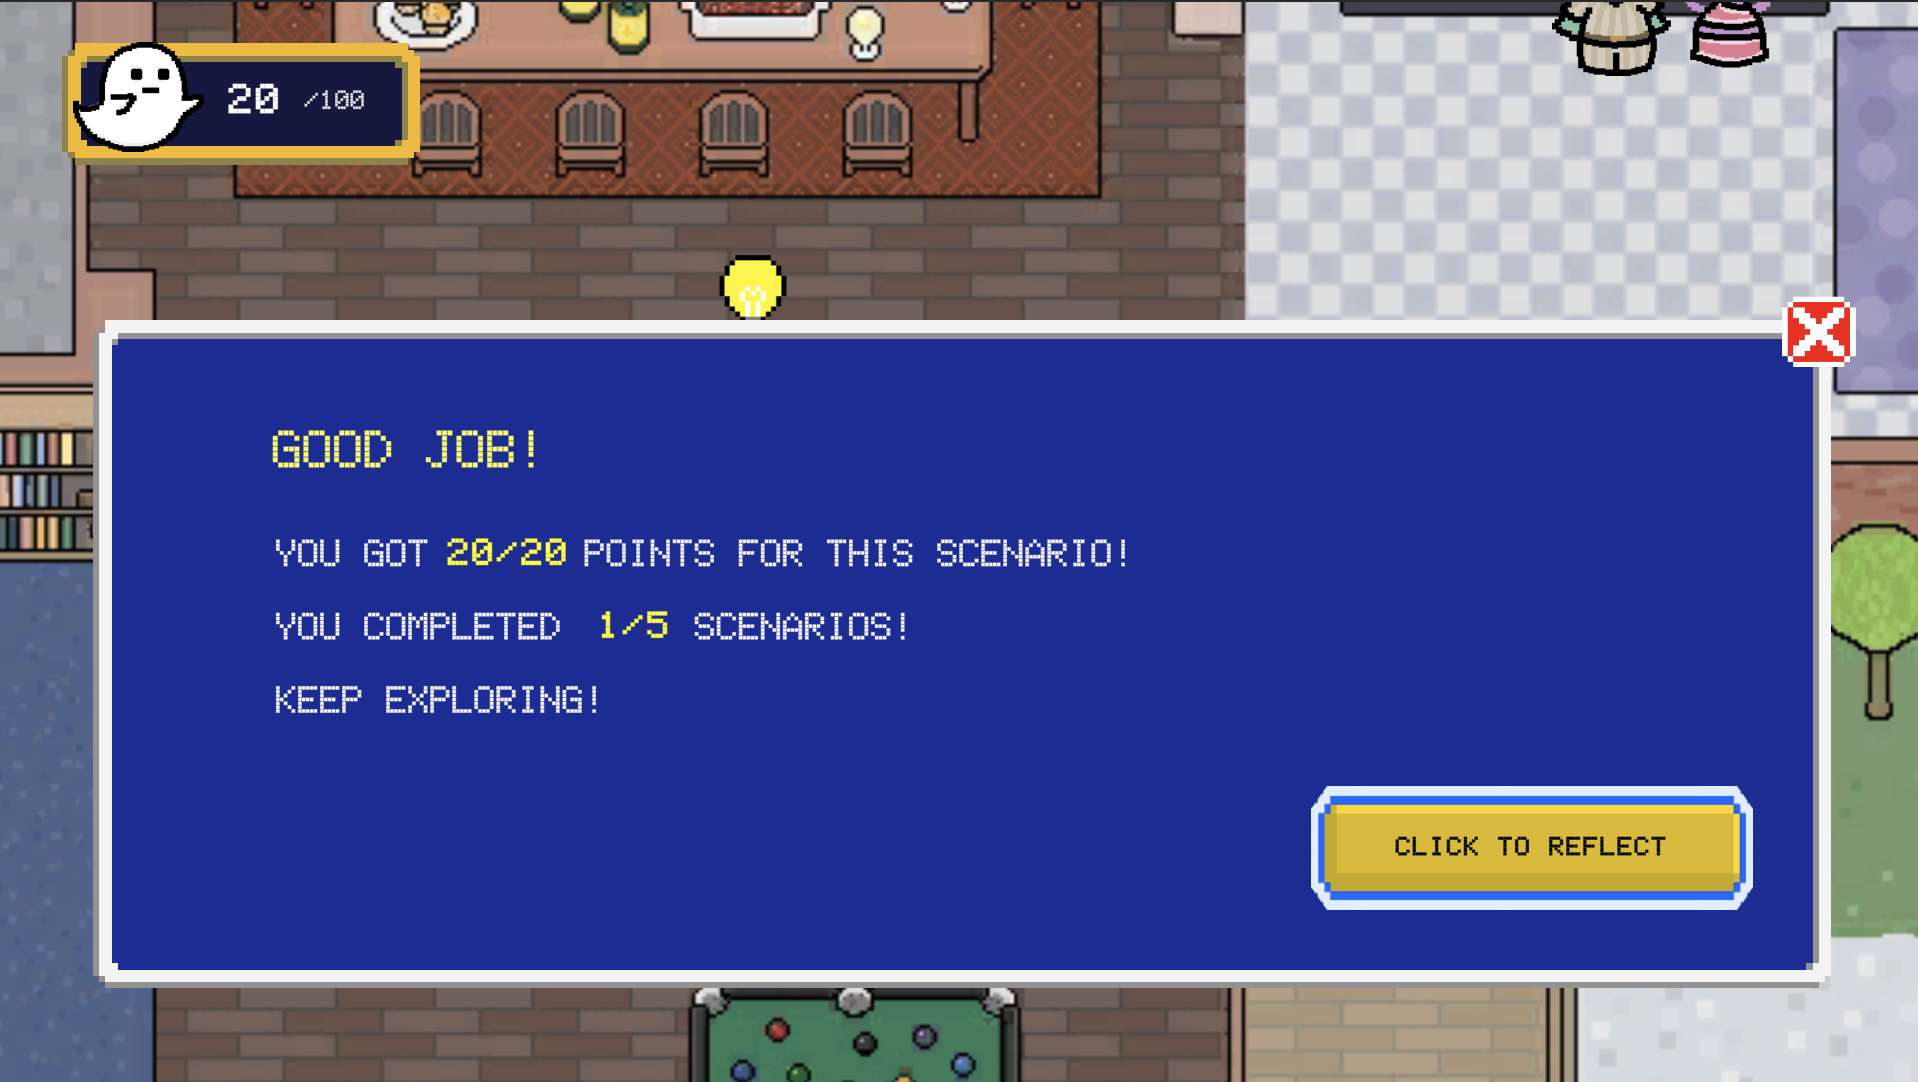 20 /100
GOOD JOB!
YOU GOT 20/20 POINTS FOR THIS SCENARIO!
YOU COMPLETED 1/5 SCENARIOS!
KEEP EXPLORING!
CLICK TO REFLECT